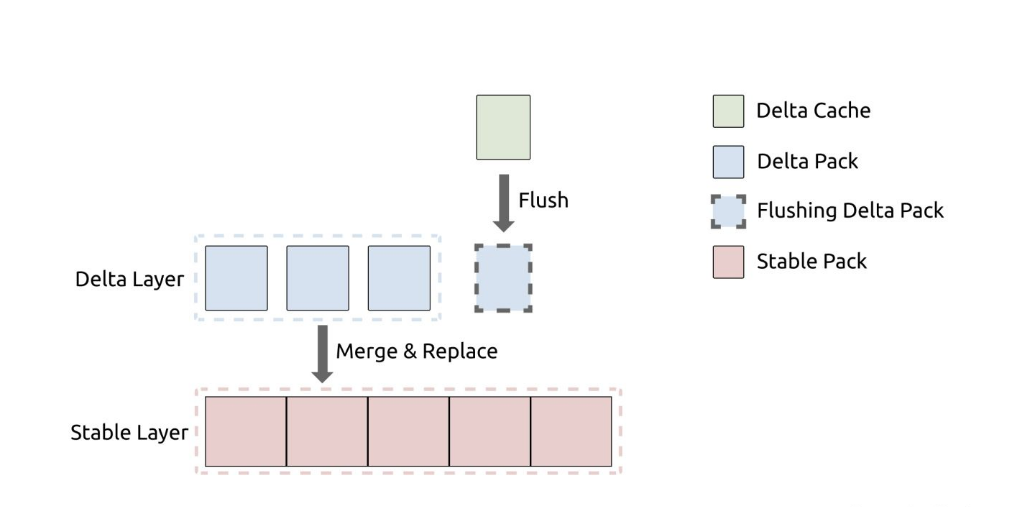 Delta Cache
Delta Pack
Flush
Flushing Delta Pack
Delta Layer
Stable Pack
Merge & Replace
Stable Layer